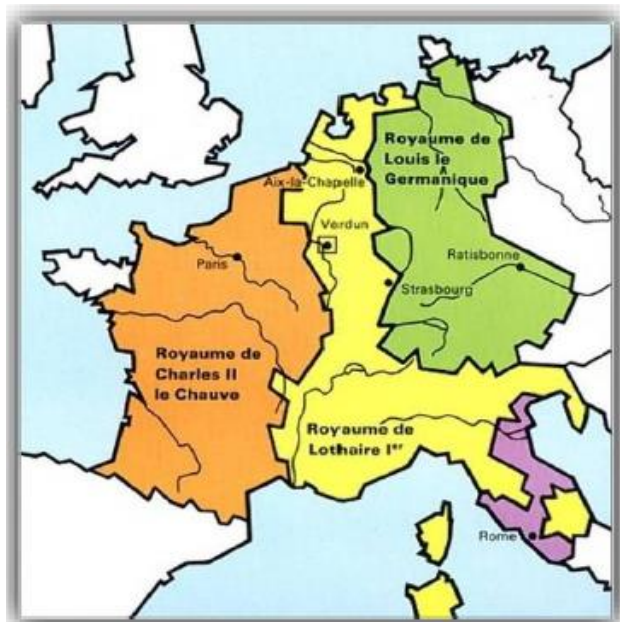 Royaume de
Louis le
Germanique
Aix-la-Chapelle
Verdun
Paris
Ratisbonne
Strasbourg
Royaume de
Charles II
le Chauve
Royaume de
Lothaire Ier
Rome